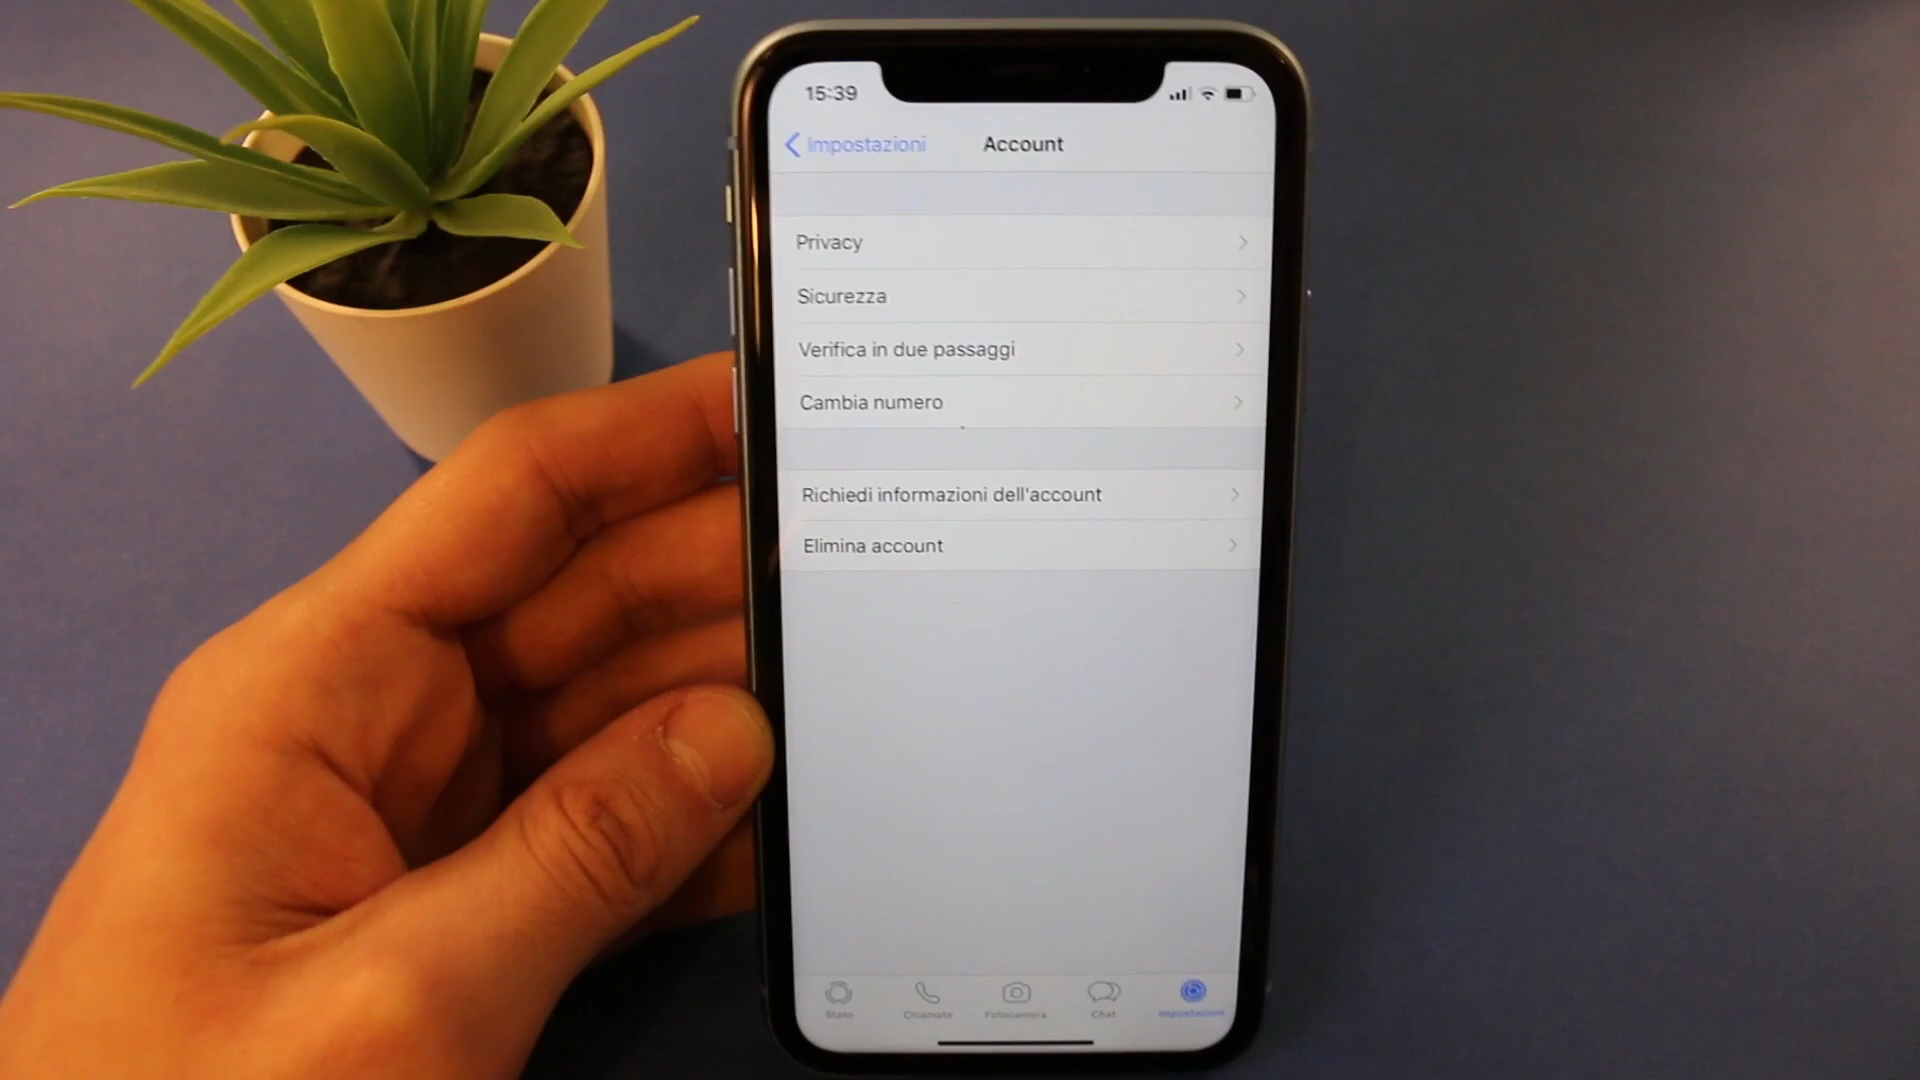 15:39
Impostazioni
Account
Privacy
Sicurezza
Verifica in due passaggi
Cambia numero
Richiedi informazioni dell'account
Elimina account
Stato
Chiamate
Fotocamera
Chat
Impostazioni